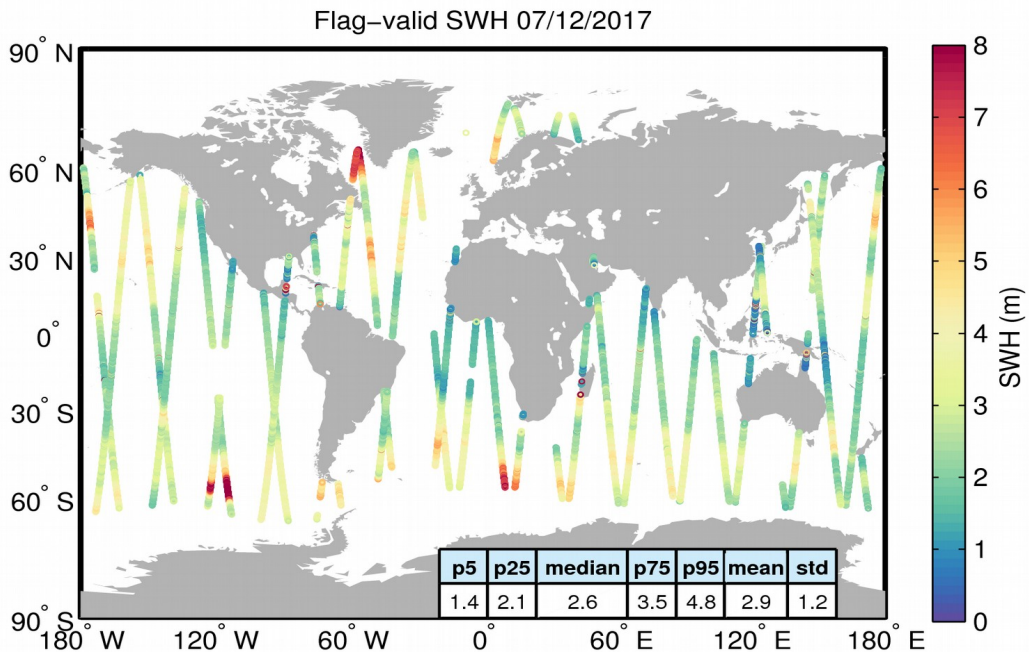 Flag-valid SWH 07/12/2017
90° N
60° N
30° N
0°
30° S
60° S
90° S
180° W
120° W
60° W
0°
60° E
120° E
180° E
8
7
6
5
4
3
2
1
0
SWH (m)
p5 p25 median p75 p95 mean std
1.4 2.1 2.6 3.5 4.8 2.9 1.2